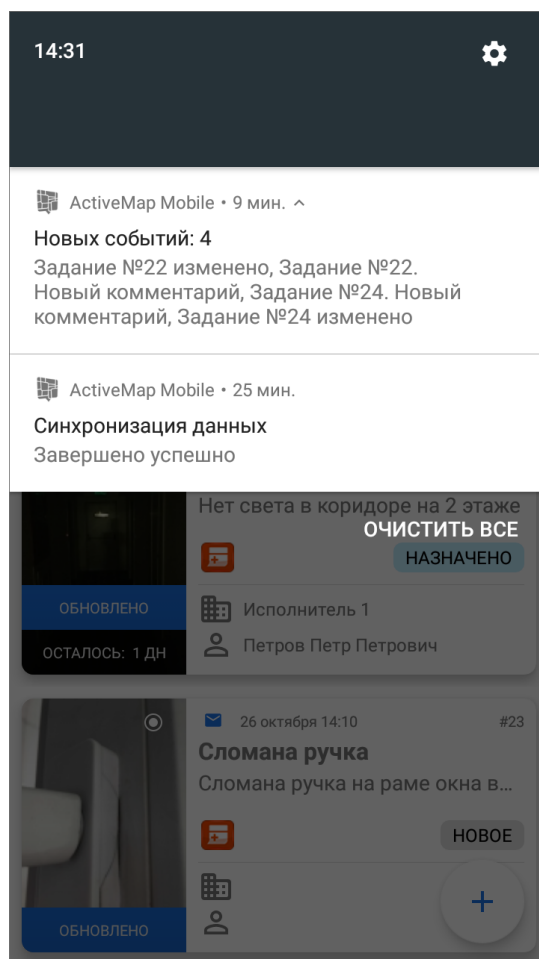 14:31
ActiveMap Mobile • 9 мин.
Новых событий: 4
Задание №22 изменено, Задание №22.
Новый комментарий, Задание №24. Новый
комментарий, Задание №24 изменено
ActiveMap Mobile • 25 мин.
Синхронизация данных
Завершено успешно
Нет света в коридоре на 2 этаже
ОЧИСТИТЬ ВСЕ
НАЗНАЧЕНО
ОБНОВЛЕНО
Исполнитель 1
ОСТАЛОСЬ: 1 ДН
Петров Петр Петрович
26 октября 14:10 #23
Сломана ручка
Сломана ручка на раме окна в...
НОВОЕ
ОБНОВЛЕНО